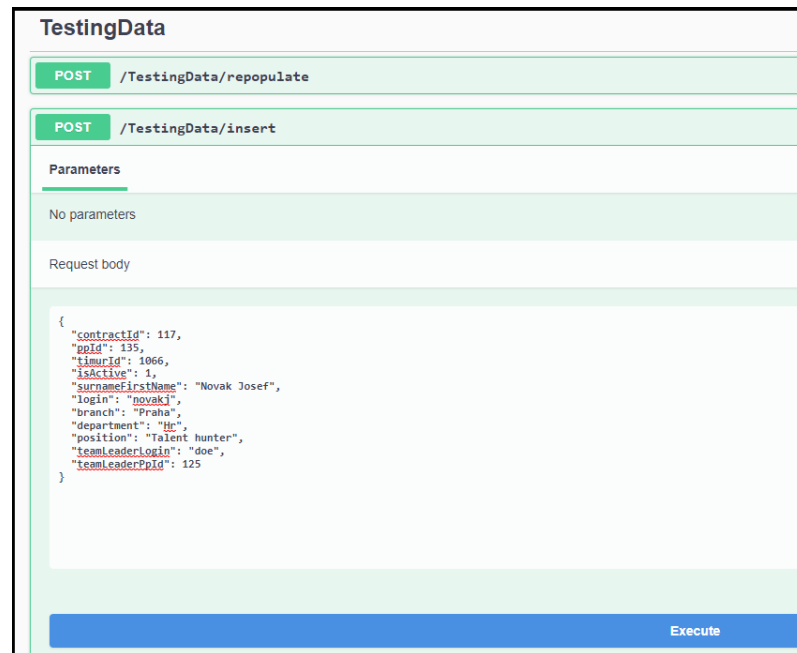 TestingData
POST /TestingData/repopulate
POST /TestingData/insert
Parameters
No parameters
Request body
{
  "contractId": 117,
  "ppId": 135,
  "timurId": 1066,
  "isActive": 1,
  "surnameFirstName": "Novak Josef",
  "login": "novakj",
  "branch": "Praha",
  "department": "Hr",
  "position": "Talent hunter",
  "teamLeaderLogin": "doe",
  "teamLeaderPpId": 125
}
Execute